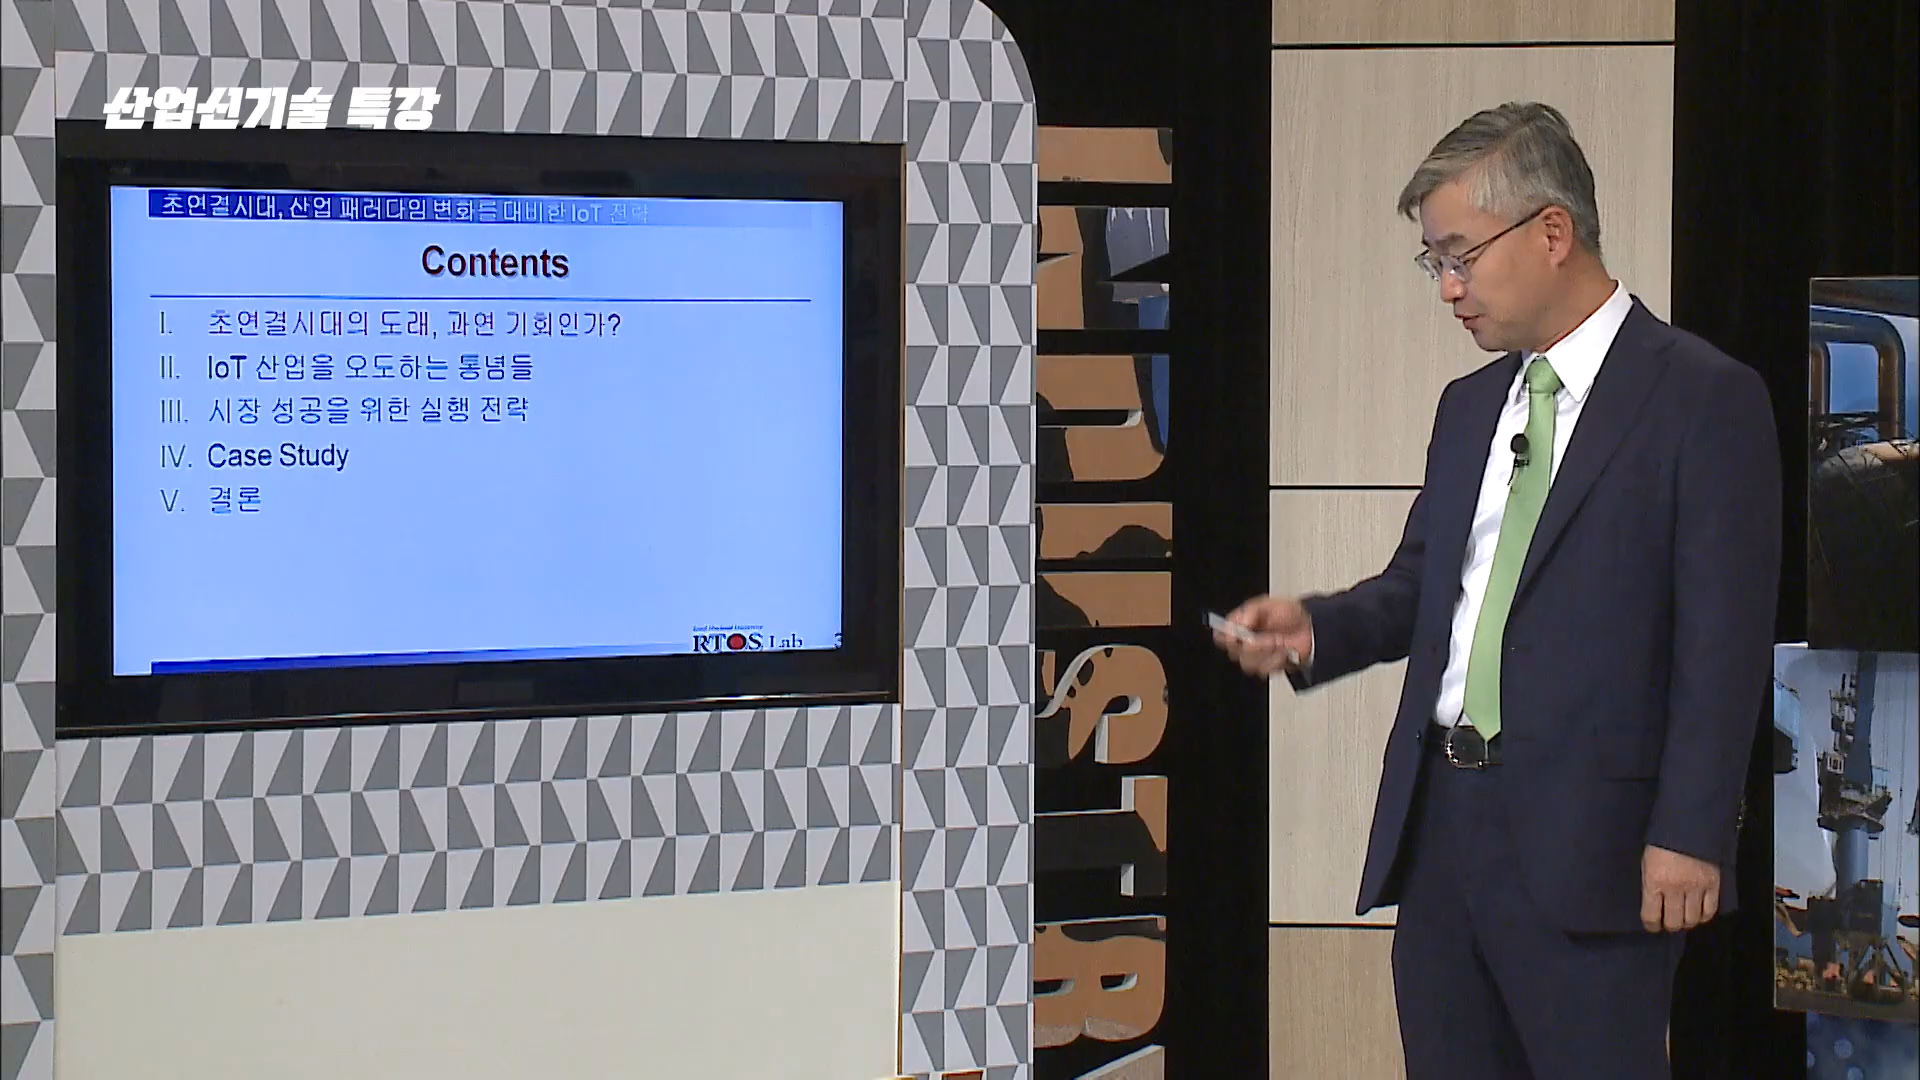 산업신기술 특강
초연결시대, 산업 패러다임 변화를 대비한 IoT 전략
Contents
I. 초연결시대의 도래, 과연 기회인가?
II. IoT 산업을 오도하는 통념들
III. 시장 성공을 위한 실행 전략
IV. Case Study
V. 결론
RTOS Lab
3